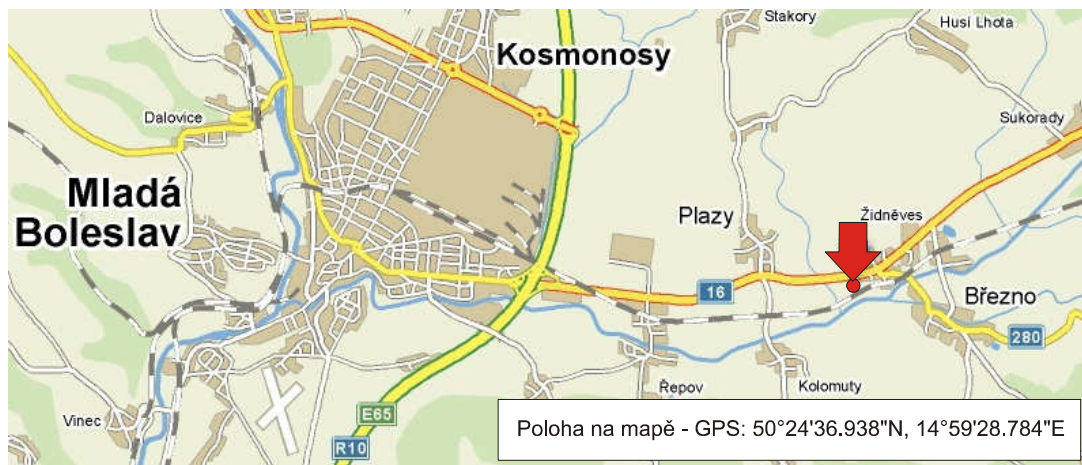 Stakory
Husí Lhota
Kosmonosy
Dalovice
Sukorady
Mladá
Boleslav
Plazy
Židněves
16
Březno
280
Řepov
Kolomuty
Vinec
E65
R10
Poloha na mapě - GPS: 50°24'36.938"N, 14°59'28.784"E